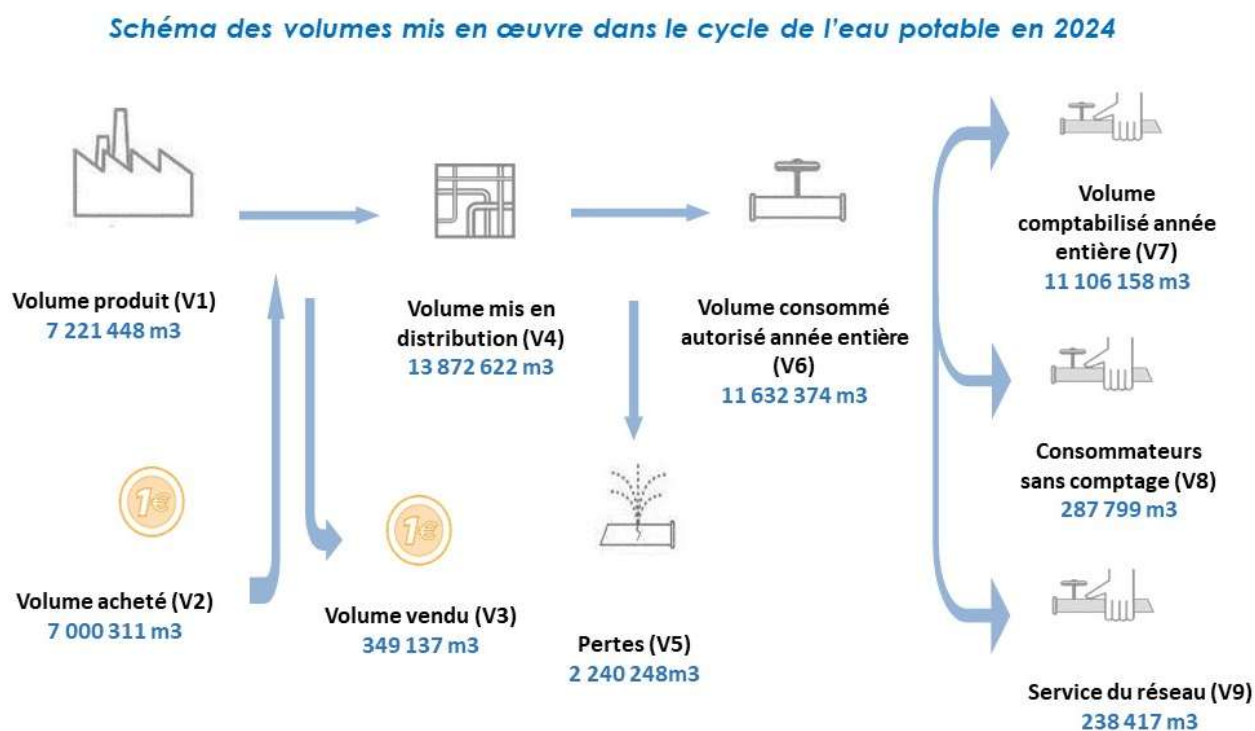 Schéma des volumes mis en œuvre dans le cycle de l'eau potable en 2024
Volume produit (V1)
7 221 448 m3
Volume mis en
distribution (V4)
13 872 622 m3
Volume consommé
autorisé année entière
(V6)
11 632 374 m3
Volume
comptabilisé année
entière (V7)
11 106 158 m3
Consommateurs
sans comptage (V8)
287 799 m3
1€
1€
Volume acheté (V2)
7 000 311 m3
Volume vendu (V3)
349 137 m3
Pertes (V5)
2 240 248m3
Service du réseau (V9)
238 417 m3